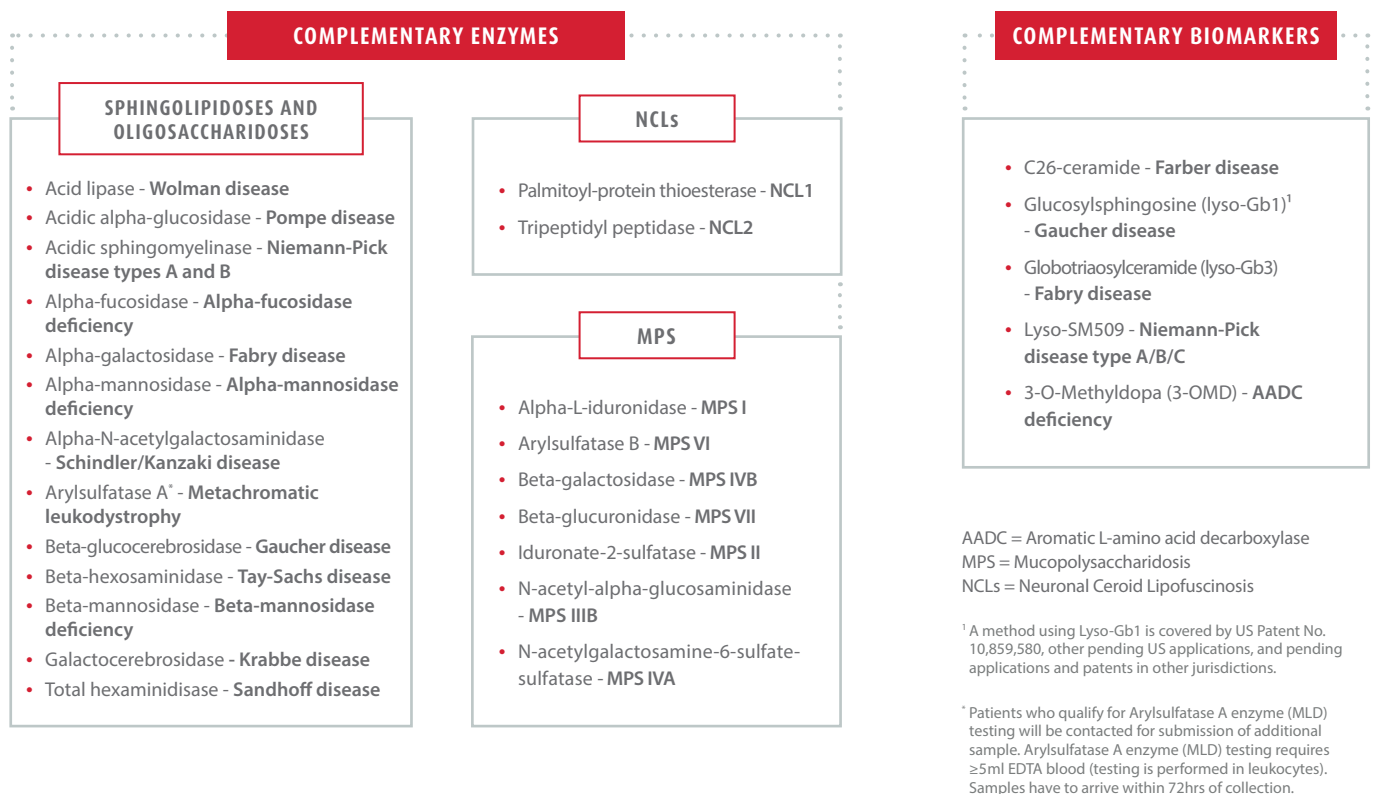 COMPLEMENTARY ENZYMES
SPHINGOLIPIDOSES AND
OLIGOSACCHARIDOSES
• Acid lipase - Wolman disease
• Acidic alpha-glucosidase - Pompe disease
• Acidic sphingomyelinase - Niemann-Pick
disease types A and B
• Alpha-fucosidase - Alpha-fucosidase
deficiency
• Alpha-galactosidase - Fabry disease
• Alpha-mannosidase - Alpha-mannosidase
deficiency
• Alpha-N-acetylgalactosaminidase
- Schindler/Kanzaki disease
• Arylsulfatase A* - Metachromatic
leukodystrophy
• Beta-glucocerebrosidase - Gaucher disease
• Beta-hexosaminidase - Tay-Sachs disease
• Beta-mannosidase - Beta-mannosidase
deficiency
• Galactocerebrosidase - Krabbe disease
• Total hexaminidisase - Sandhoff disease
NCLs
• Palmitoyl-protein thioesterase - NCL1
• Tripeptidyl peptidase - NCL2
MPS
• Alpha-L-iduronidase - MPS I
• Arylsulfatase B - MPS VI
• Beta-galactosidase - MPS IVB
• Beta-glucuronidase - MPS VII
• Iduronate-2-sulfatase - MPS II
• N-acetyl-alpha-glucosaminidase
- MPS IIIB
• N-acetylgalactosamine-6-sulfate-
sulfatase - MPS IVA
COMPLEMENTARY BIOMARKERS
• C26-ceramide - Farber disease
• Glucosylsphingosine (lyso-Gb1)¹
- Gaucher disease
• Globotriaosylceramide (lyso-Gb3)
- Fabry disease
• Lyso-SM509 - Niemann-Pick
disease type A/B/C
• 3-O-Methyldopa (3-OMD) - AADC
deficiency
AADC = Aromatic L-amino acid decarboxylase
MPS = Mucopolysaccharidosis
NCLs = Neuronal Ceroid Lipofuscinosis
¹ A method using Lyso-Gb1 is covered by US Patent No.
10,859,580, other pending US applications, and pending
applications and patents in other jurisdictions.
* Patients who qualify for Arylsulfatase A enzyme (MLD)
testing will be contacted for submission of additional
sample. Arylsulfatase A enzyme (MLD) testing requires
≥5ml EDTA blood (testing is performed in leukocytes).
Samples have to arrive within 72hrs of collection.